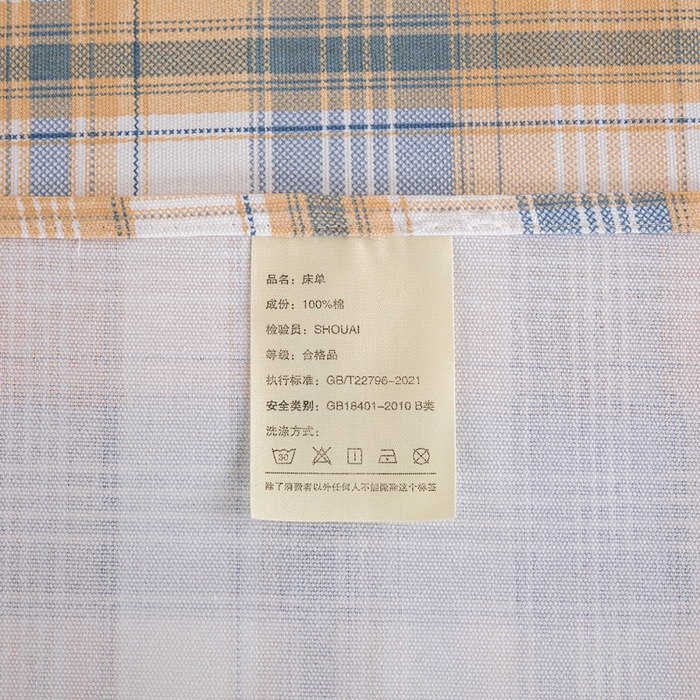 品名：床单
成份：100%棉
检验员：SHOUAI
等级：合格品
执行标准：GB/T22796-2021
安全类别：GB18401-2010 B类
洗涤方式：
30
除了消费者以外任何人不能撕除这个标签